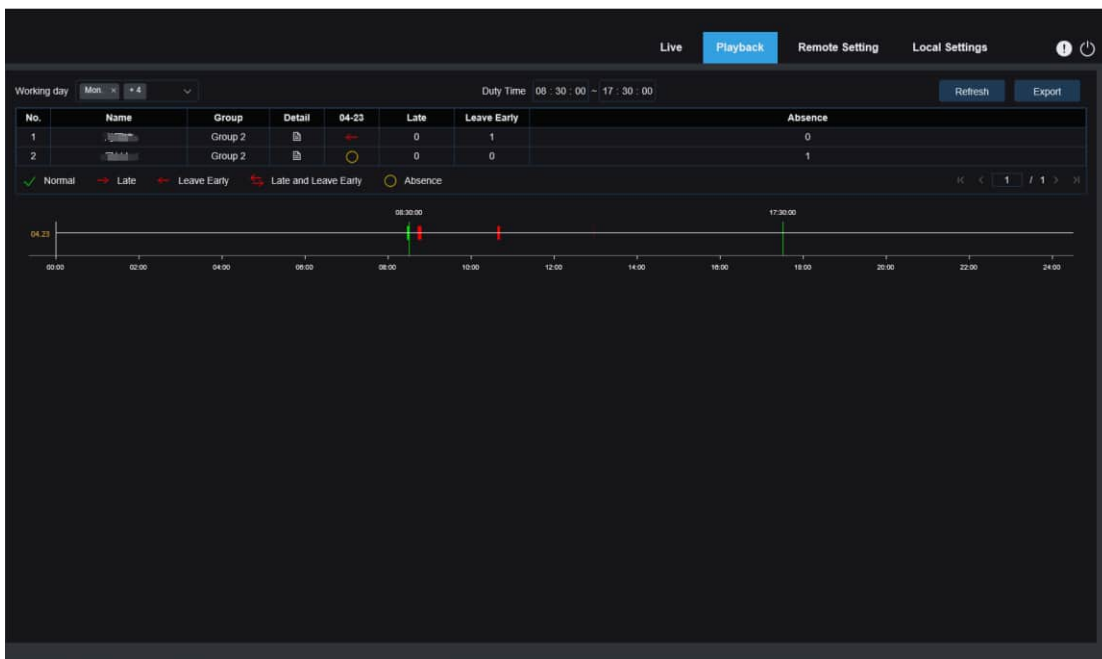 Live Playback Remote Setting Local Settings
Working day Mon. × + 4 Duty Time 08 : 30 : 00 ~ 17 : 30 : 00 Refresh Export
No. Name Group Detail 04-23 Late Leave Early Absence
1 Group 2 0 1 0
2 Group 2 0 0 1
Normal Late Leave Early Late and Leave Early Absence 1 / 1
08:30:00 17:30:00
04.23
00:00 02:00 04:00 06:00 08:00 10:00 12:00 14:00 16:00 18:00 20:00 22:00 24:00